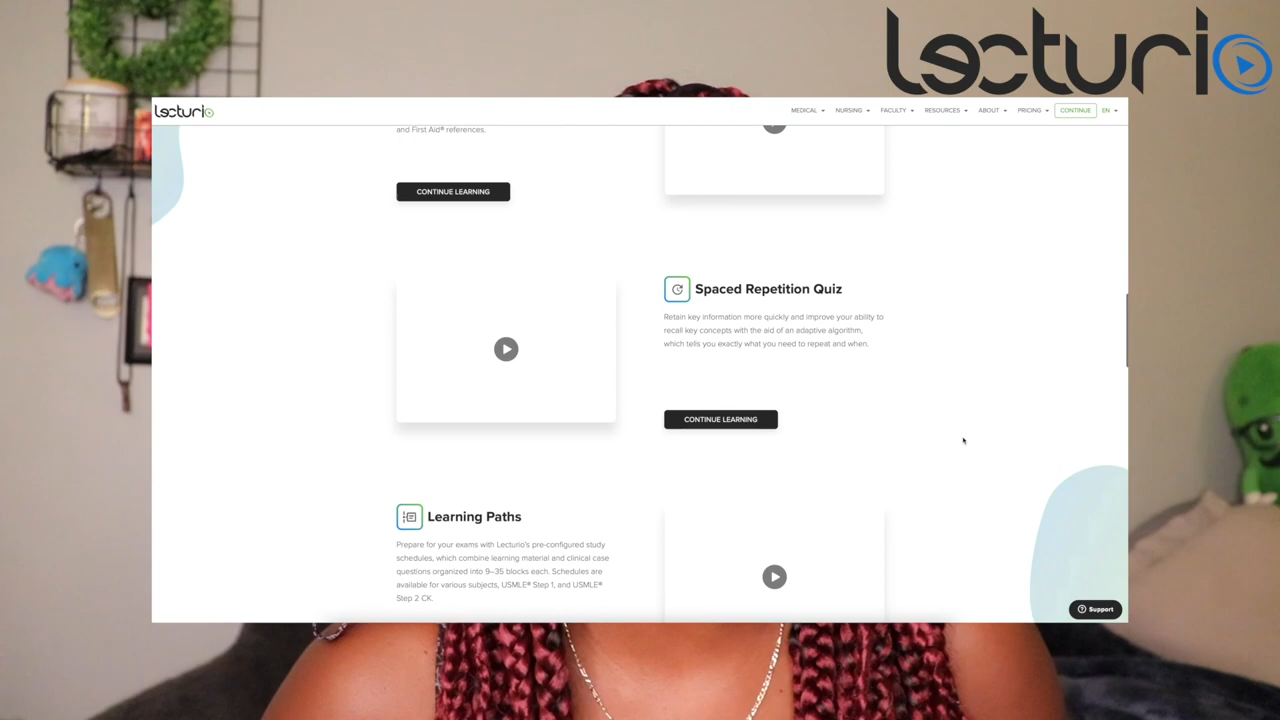 lecturio
lecturio
MEDICAL
NURSING
FACULTY
RESOURCES
ABOUT
PRICING
CONTINUE
EN
and First Aid® references.
CONTINUE LEARNING
Spaced Repetition Quiz
Retain key information more quickly and improve your ability to
recall key concepts with the aid of an adaptive algorithm,
which tells you exactly what you need to repeat and when.
CONTINUE LEARNING
Learning Paths
Prepare for your exams with Lecturio's pre-configured study
schedules, which combine learning material and clinical case
questions organized into 9–35 blocks each. Schedules are
available for various subjects, USMLE® Step 1, and USMLE®
Step 2 CK.
Support